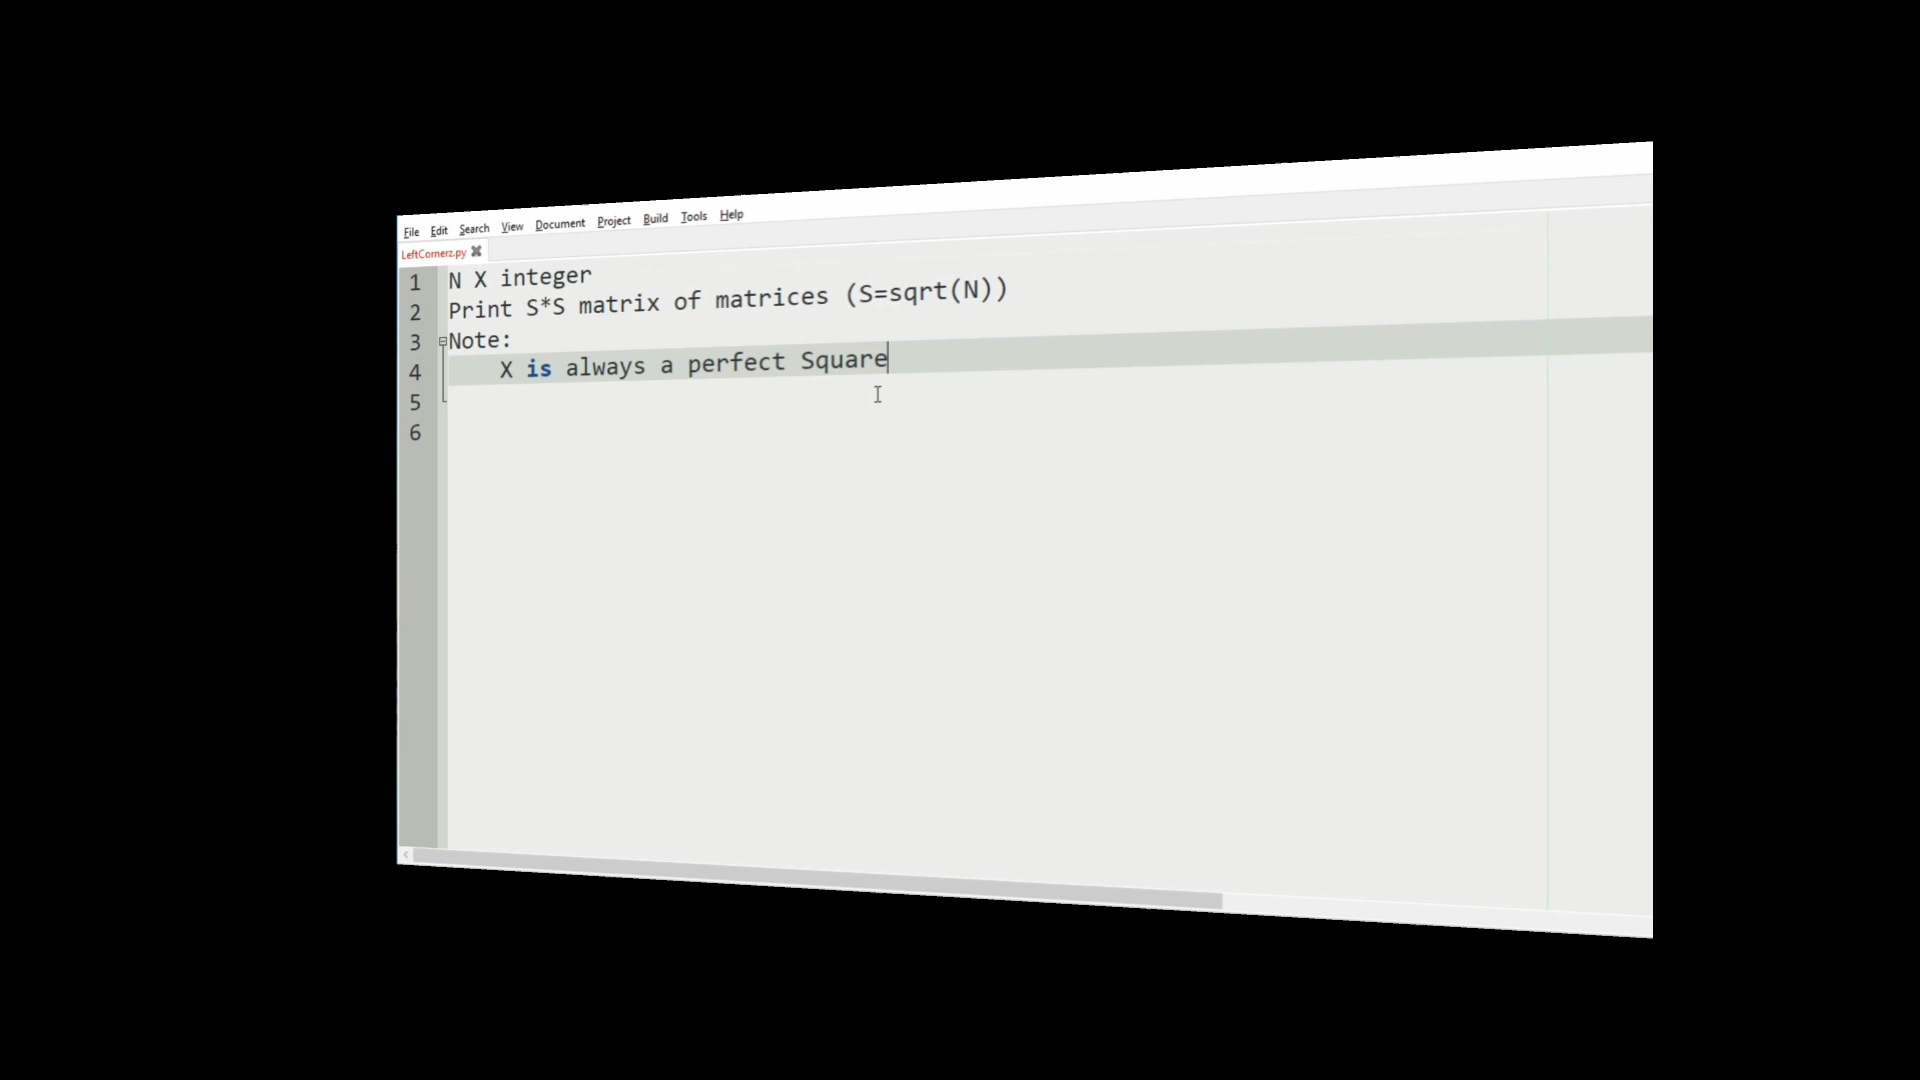 File Edit Search View Document Project Build Tools Help
LeftCornerz.py
1 N X integer
2 Print S*S matrix of matrices (S=sqrt(N))
3 Note:
4 X is always a perfect Square
5
6